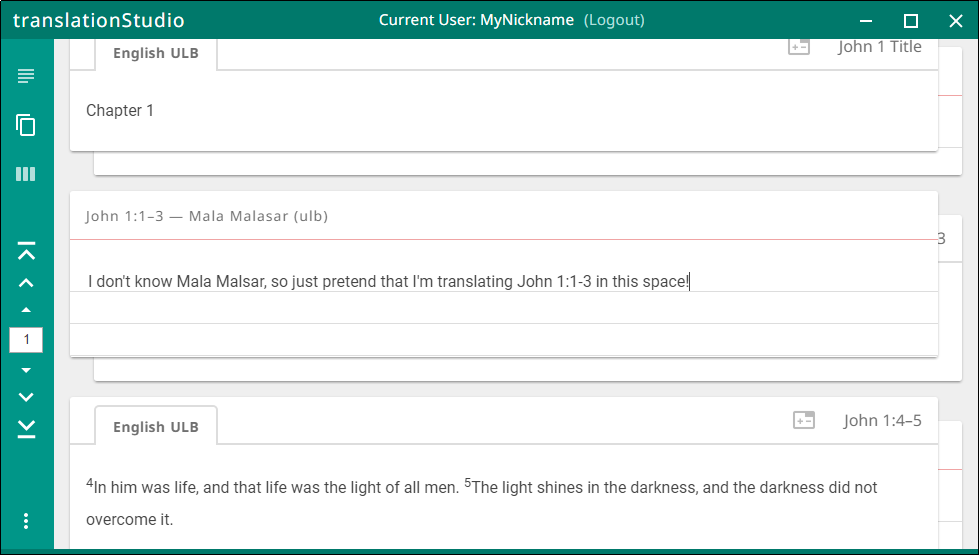 translationStudio
Current User: MyNickname (Logout)
English ULB
John 1 Title
Chapter 1
John 1:1–3 — Mala Malasar (ulb)
3
I don't know Mala Malsar, so just pretend that I'm translating John 1:1-3 in this space!
1
English ULB
John 1:4–5
4In him was life, and that life was the light of all men. 5The light shines in the darkness, and the darkness did not
overcome it.